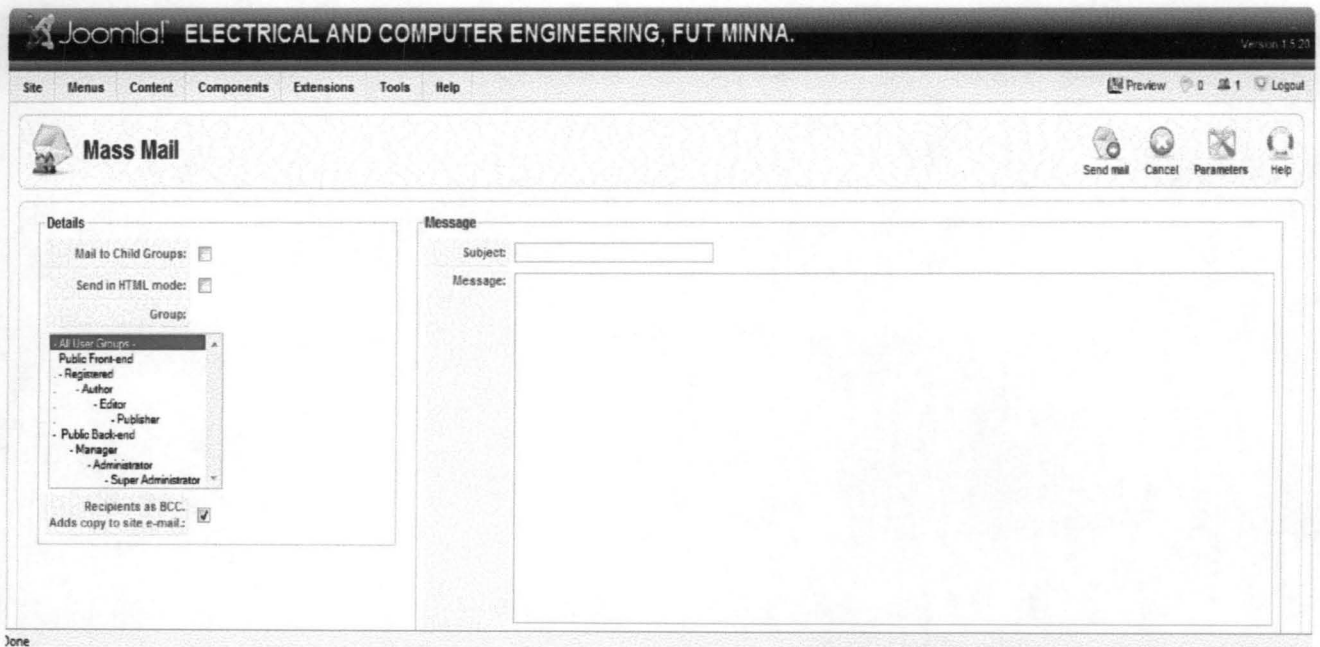 Joomla! ELECTRICAL AND COMPUTER ENGINEERING, FUT MINNA.
Version 1.5.20
Site Menus Content Components Extensions Tools Help
Preview 0 1 Logout
Mass Mail
Send mail Cancel Parameters Help
Details
Mail to Child Groups:
Send in HTML mode:
Group:
- All User Groups -
Public Front-end
. - Registered
. - Author
. - Editor
. - Publisher
- Public Back-end
- Manager
- Administrator
- Super Administrator
Recipients as BCC.
Adds copy to site e-mail.:
Message
Subject:
Message:
Done